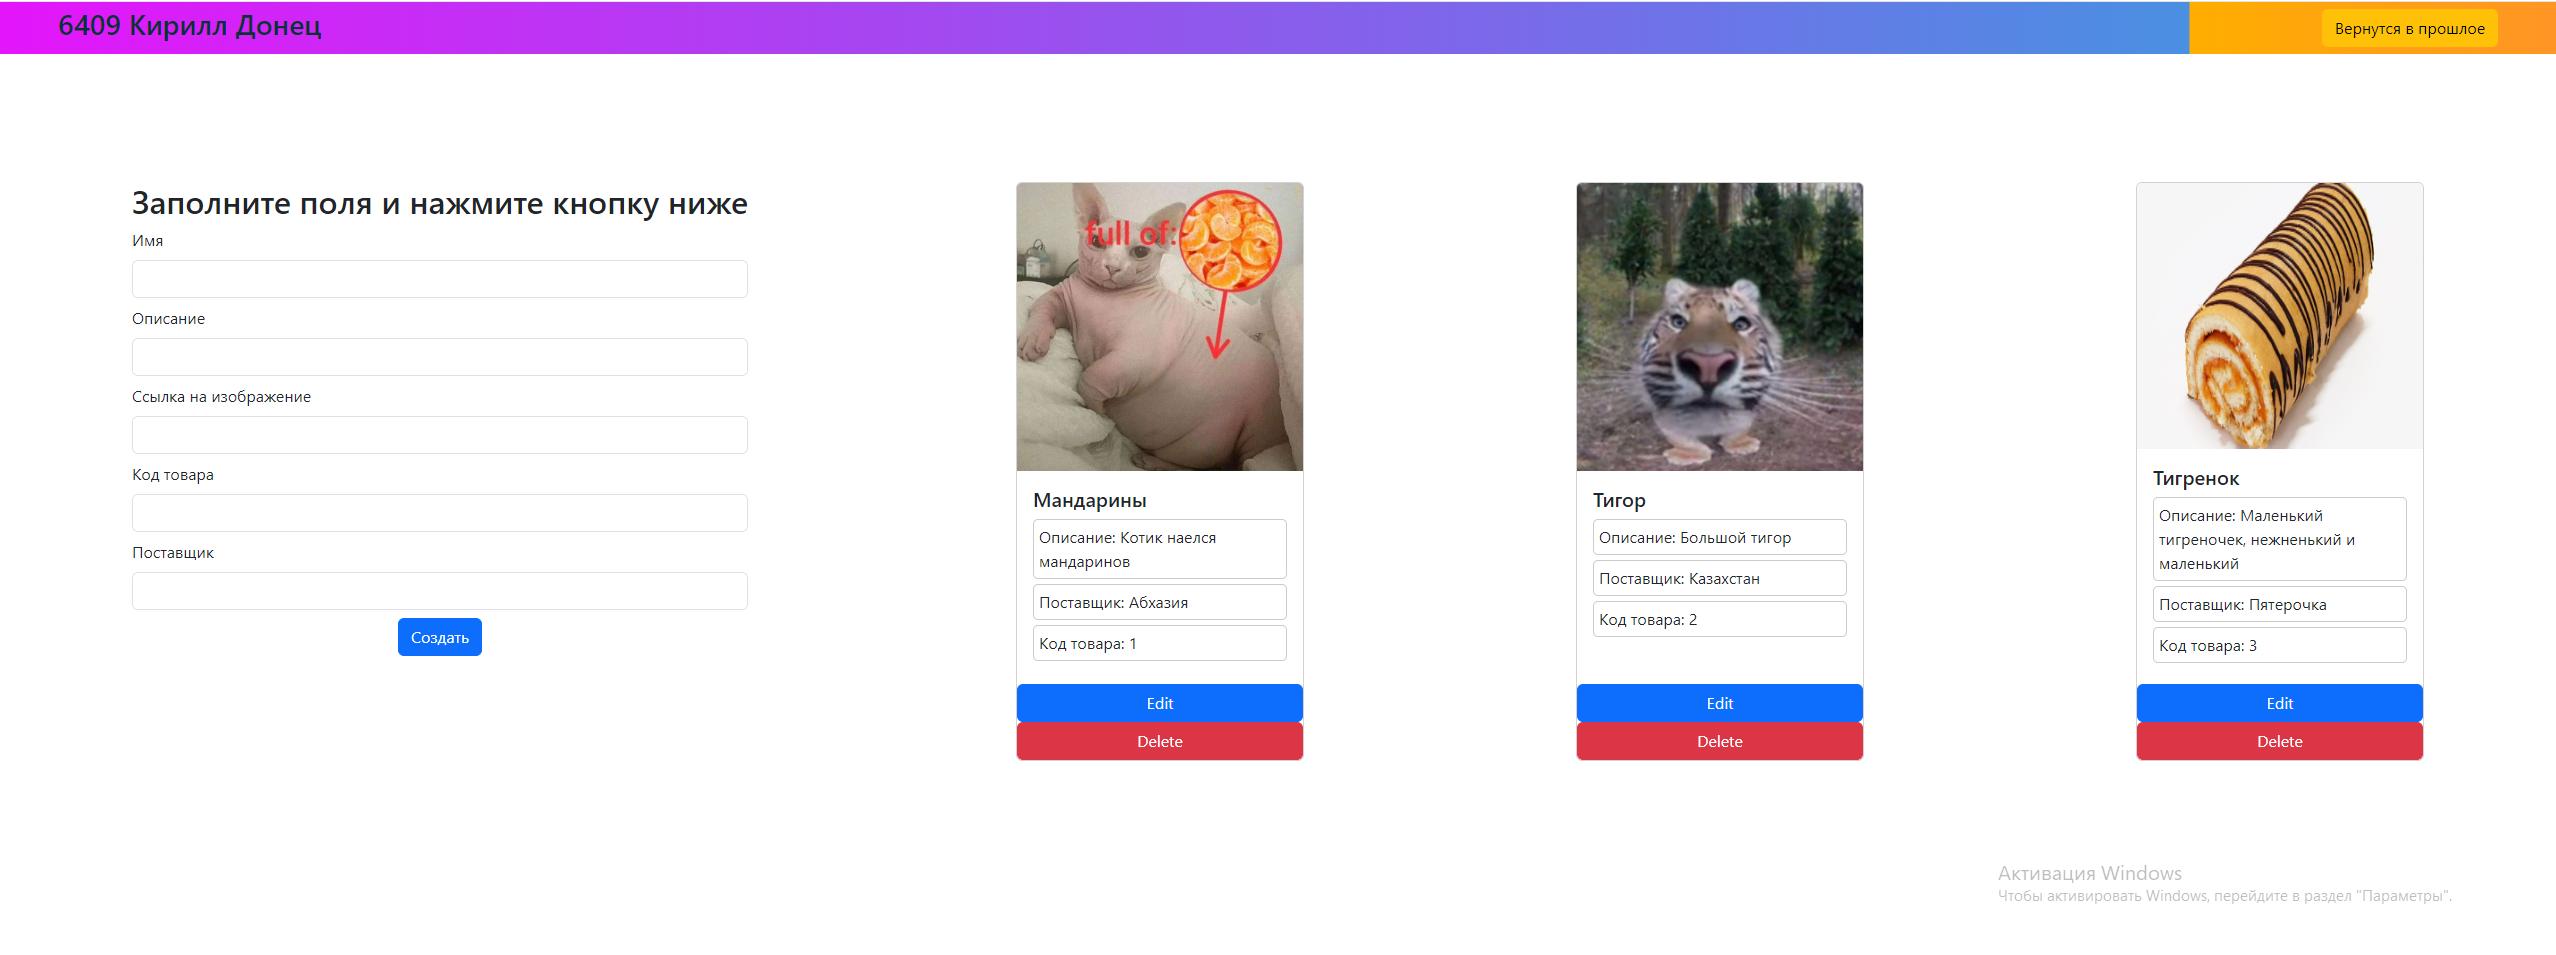 6409 Кирилл Донец
Вернутся в прошлое
Заполните поля и нажмите кнопку ниже
Имя
Описание
Ссылка на изображение
Код товара
Поставщик
Создать
full of:
Мандарины
Описание: Котик наелся
мандаринов
Поставщик: Абхазия
Код товара: 1
Edit
Delete
Тигор
Описание: Большой тигор
Поставщик: Казахстан
Код товара: 2
Edit
Delete
Тигренок
Описание: Маленький
тигреночек, нежненький и
маленький
Поставщик: Пятерочка
Код товара: 3
Edit
Delete
Активация Windows
Чтобы активировать Windows, перейдите в раздел "Параметры".